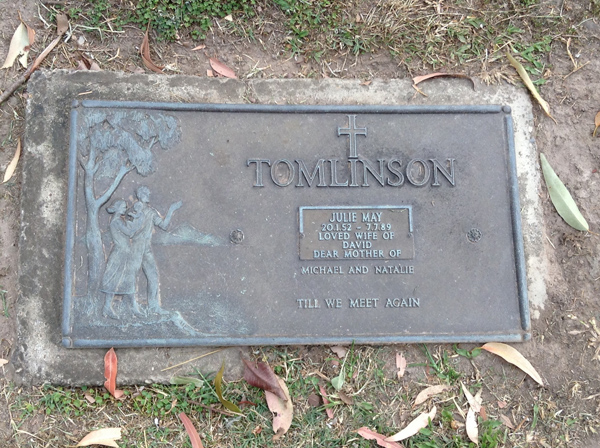 TOMLINSON
JULIE MAY
20.1.52 - 7.7.89
LOVED WIFE OF
DAVID
DEAR MOTHER OF
MICHAEL AND NATALIE
TILL WE MEET AGAIN